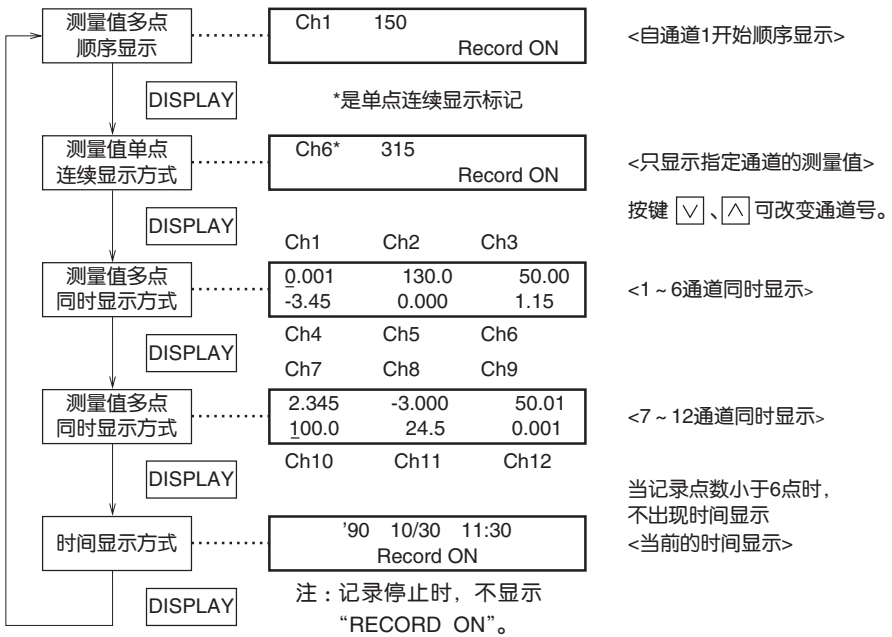 测量值多点
顺序显示
Ch1 150
Record ON
<自通道1开始顺序显示>
DISPLAY
*是单点连续显示标记
测量值单点
连续显示方式
Ch6* 315
Record ON
<只显示指定通道的测量值>
按键 ∨、∧ 可改变通道号。
DISPLAY
Ch1 Ch2 Ch3
测量值多点
同时显示方式
0.001 130.0 50.00
-3.45 0.000 1.15
<1~6通道同时显示>
Ch4 Ch5 Ch6
DISPLAY
Ch7 Ch8 Ch9
测量值多点
同时显示方式
2.345 -3.000 50.01
100.0 24.5 0.001
<7~12通道同时显示>
Ch10 Ch11 Ch12
DISPLAY
当记录点数小于6点时，
不出现时间显示
时间显示方式
'90 10/30 11:30
Record ON
<当前的时间显示>
DISPLAY
注：记录停止时，不显示
“RECORD ON”。